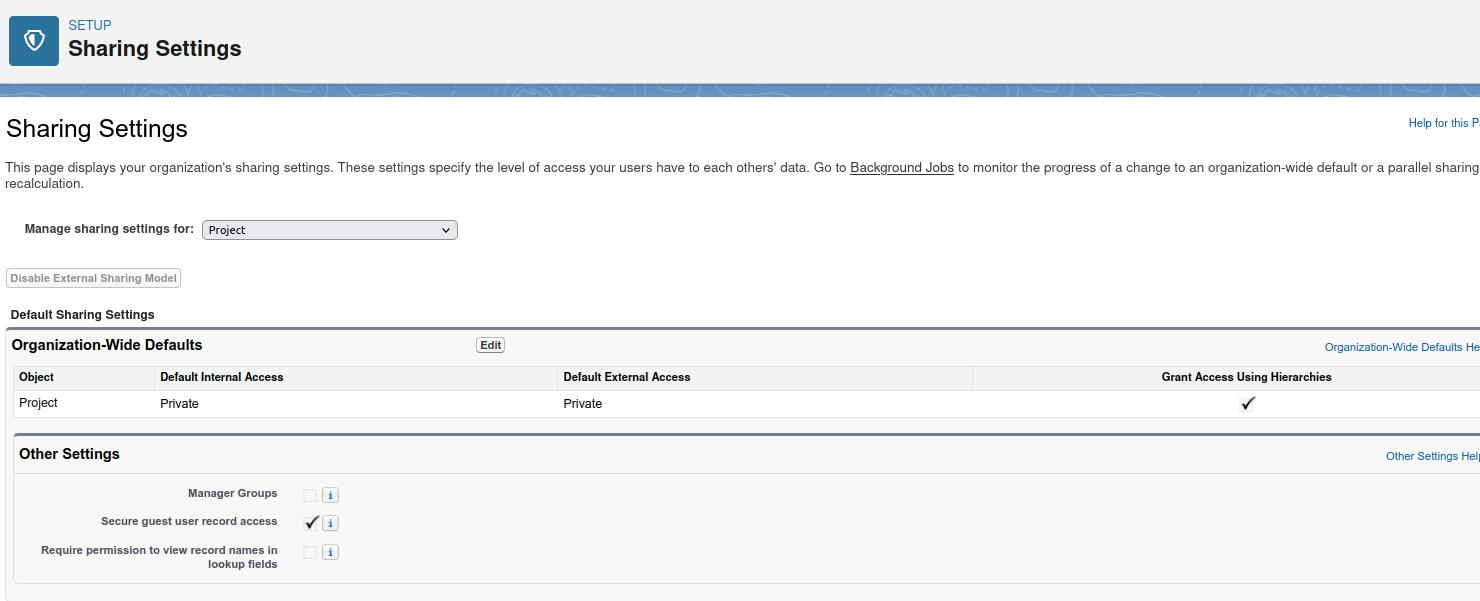 SETUP
Sharing Settings
Sharing Settings
Help for this P
This page displays your organization's sharing settings. These settings specify the level of access your users have to each others' data. Go to Background Jobs to monitor the progress of a change to an organization-wide default or a parallel sharing
recalculation.
Manage sharing settings for: Project
Disable External Sharing Model
Default Sharing Settings
Organization-Wide Defaults Edit Organization-Wide Defaults He
Object Default Internal Access Default External Access Grant Access Using Hierarchies
Project Private Private
Other Settings Other Settings Help
Manager Groups
Secure guest user record access
Require permission to view record names in
lookup fields